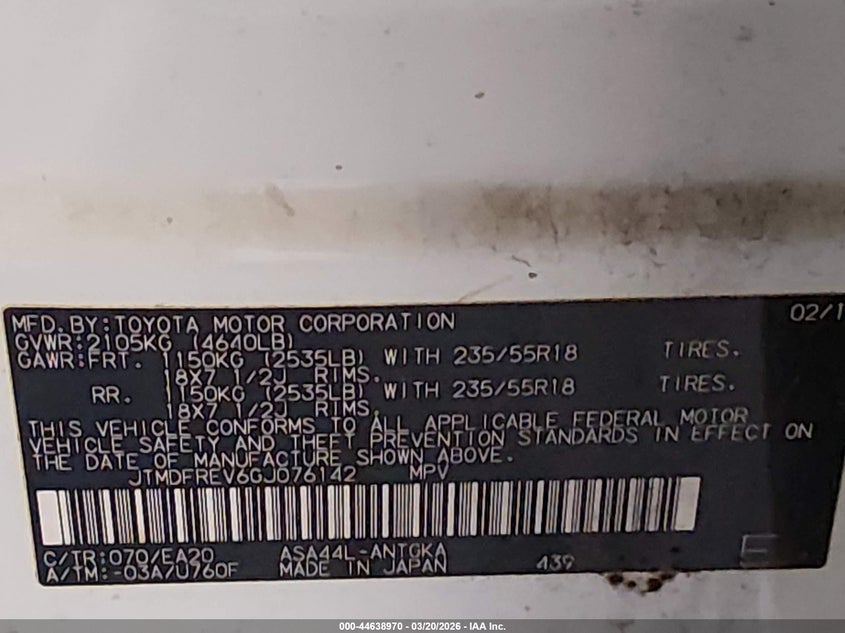 MFD. BY: TOYOTA MOTOR CORPORATION 02/1
GVWR: 2105KG (4640LB)
GAWR: FRT. 1150KG (2535LB) WITH 235/55R18 TIRES.
18X7 1/2J RIMS.
RR. 1150KG (2535LB) WITH 235/55R18 TIRES.
18X7 1/2J RIMS.
THIS VEHICLE CONFORMS TO ALL APPLICABLE FEDERAL MOTOR
VEHICLE SAFETY AND THEFT PREVENTION STANDARDS IN EFFECT ON
THE DATE OF MANUFACTURE SHOWN ABOVE.
JTMDFREV6GJ076142 MPV
C/TR: 070/EA20 ASA44L-ANTGKA
A/TM: -03A/U760F MADE IN JAPAN 439 E
000-44638970 - 03/20/2026 - IAA Inc.